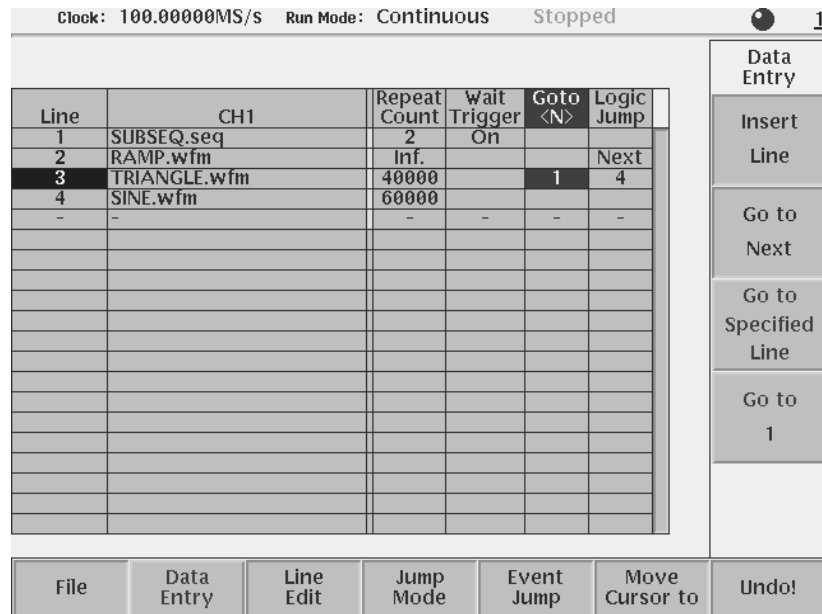 Clock: 100.00000MS/s Run Mode: Continuous Stopped 1
Data
Entry
Line CH1 Repeat Count Wait Trigger Goto <N> Logic Jump
1 SUBSEQ.seq 2 On
2 RAMP.wfm Inf. Next
3 TRIANGLE.wfm 40000 1 4
4 SINE.wfm 60000
- - - - - -
Insert
Line
Go to
Next
Go to
Specified
Line
Go to
1
File
Data
Entry
Line
Edit
Jump
Mode
Event
Jump
Move
Cursor to
Undo!